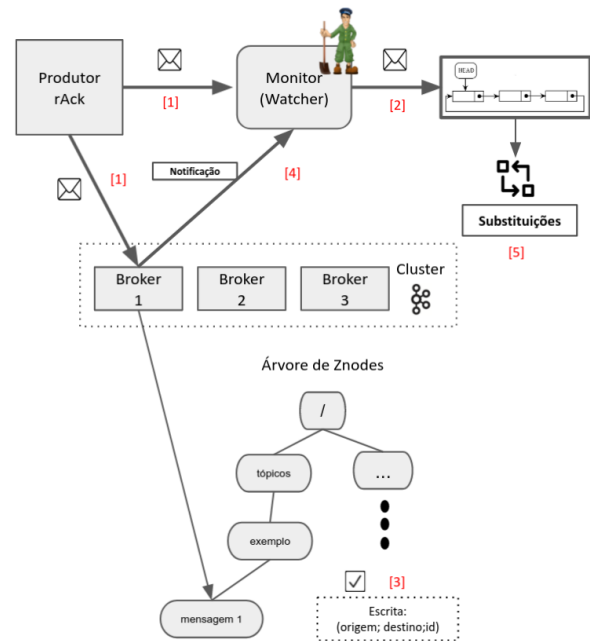 Produtor
rAck
[1]
Monitor
(Watcher)
[2]
HEAD
[1]
Notificação
[4]
Substituições
[5]
Broker
1
Broker
2
Broker
3
Cluster
Árvore de Znodes
/
tópicos
...
exemplo
[3]
mensagem 1
Escrita:
(origem; destino;id)